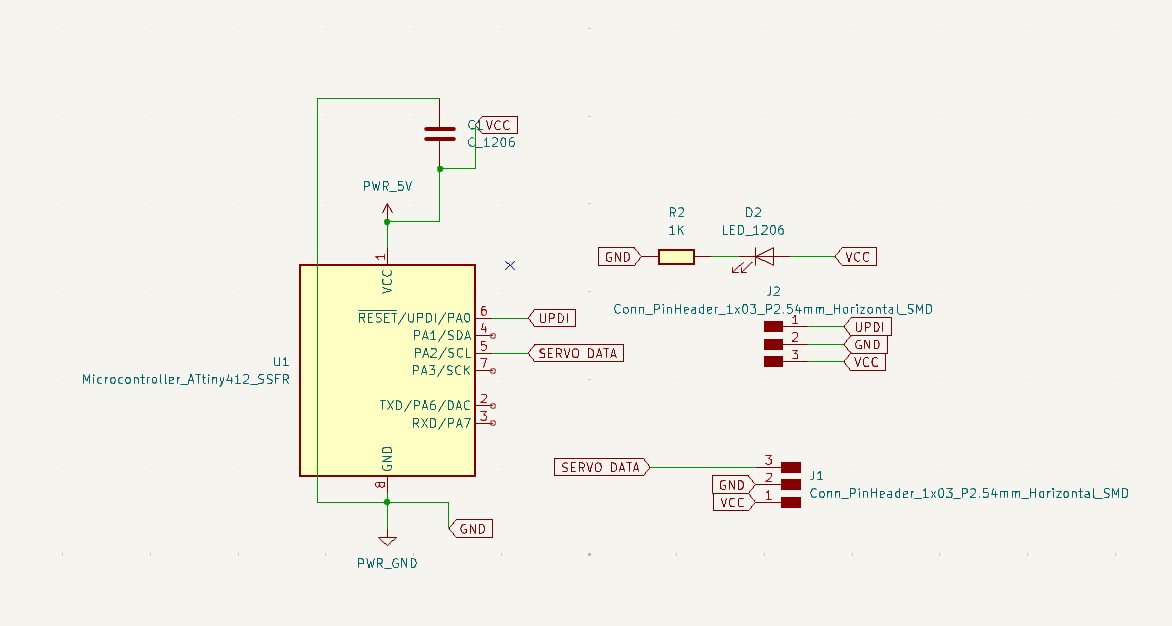 C1
VCC
C_1206
PWR_5V
1
VCC
RESET/UPDI/PA0
6
UPDI
PA1/SDA
4
PA2/SCL
5
SERVO DATA
PA3/SCK
7
TXD/PA6/DAC
2
RXD/PA7
3
U1
Microcontroller_ATtiny412_SSFR
GND
8
GND
PWR_GND
R2
1K
D2
LED_1206
GND
VCC
J2
Conn_PinHeader_1x03_P2.54mm_Horizontal_SMD
1
UPDI
2
GND
3
VCC
SERVO DATA
3
GND
2
VCC
1
J1
Conn_PinHeader_1x03_P2.54mm_Horizontal_SMD